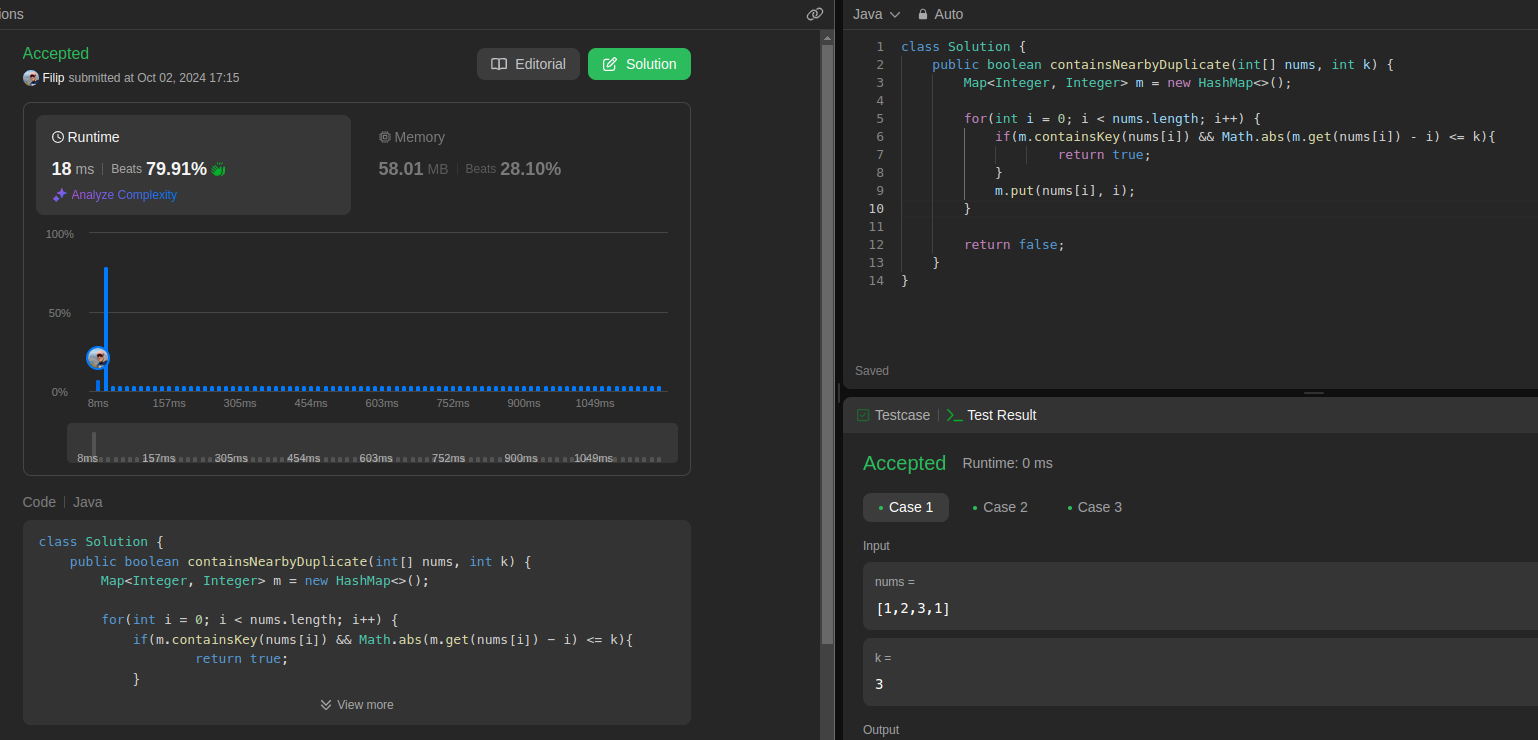 ions
Accepted
Filip submitted at Oct 02, 2024 17:15
Editorial
Solution
Runtime
18 ms | Beats 79.91%
Analyze Complexity
Memory
58.01 MB | Beats 28.10%
100%
50%
0%
8ms 157ms 305ms 454ms 603ms 752ms 900ms 1049ms
8ms 157ms 305ms 454ms 603ms 752ms 900ms 1049ms
Code | Java
class Solution {
public boolean containsNearbyDuplicate(int[] nums, int k) {
Map<Integer, Integer> m = new HashMap<>();
for(int i = 0; i < nums.length; i++) {
if(m.containsKey(nums[i]) && Math.abs(m.get(nums[i]) - i) <= k){
return true;
}
View more
Java Auto
1 class Solution {
2 public boolean containsNearbyDuplicate(int[] nums, int k) {
3 Map<Integer, Integer> m = new HashMap<>();
4
5 for(int i = 0; i < nums.length; i++) {
6 if(m.containsKey(nums[i]) && Math.abs(m.get(nums[i]) - i) <= k){
7 return true;
8 }
9 m.put(nums[i], i);
10 }
11
12 return false;
13 }
14 }
Saved
Testcase | >_ Test Result
Accepted Runtime: 0 ms
Case 1 Case 2 Case 3
Input
nums =
[1,2,3,1]
k =
3
Output